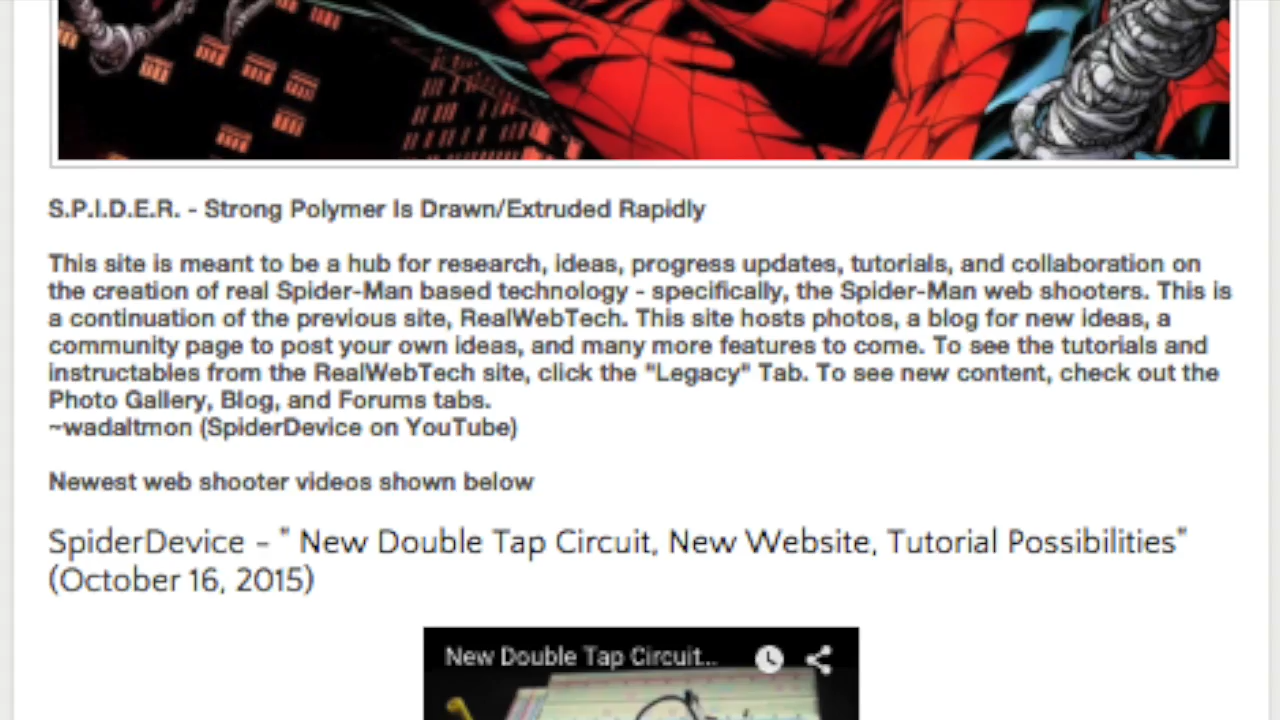 S.P.I.D.E.R. - Strong Polymer Is Drawn/Extruded Rapidly
This site is meant to be a hub for research, ideas, progress updates, tutorials, and collaboration on
the creation of real Spider-Man based technology - specifically, the Spider-Man web shooters. This is
a continuation of the previous site, RealWebTech. This site hosts photos, a blog for new ideas, a
community page to post your own ideas, and many more features to come. To see the tutorials and
instructables from the RealWebTech site, click the "Legacy" Tab. To see new content, check out the
Photo Gallery, Blog, and Forums tabs.
~wadaltmon (SpiderDevice on YouTube)
Newest web shooter videos shown below
SpiderDevice - " New Double Tap Circuit, New Website, Tutorial Possibilities"
(October 16, 2015)
New Double Tap Circuit...